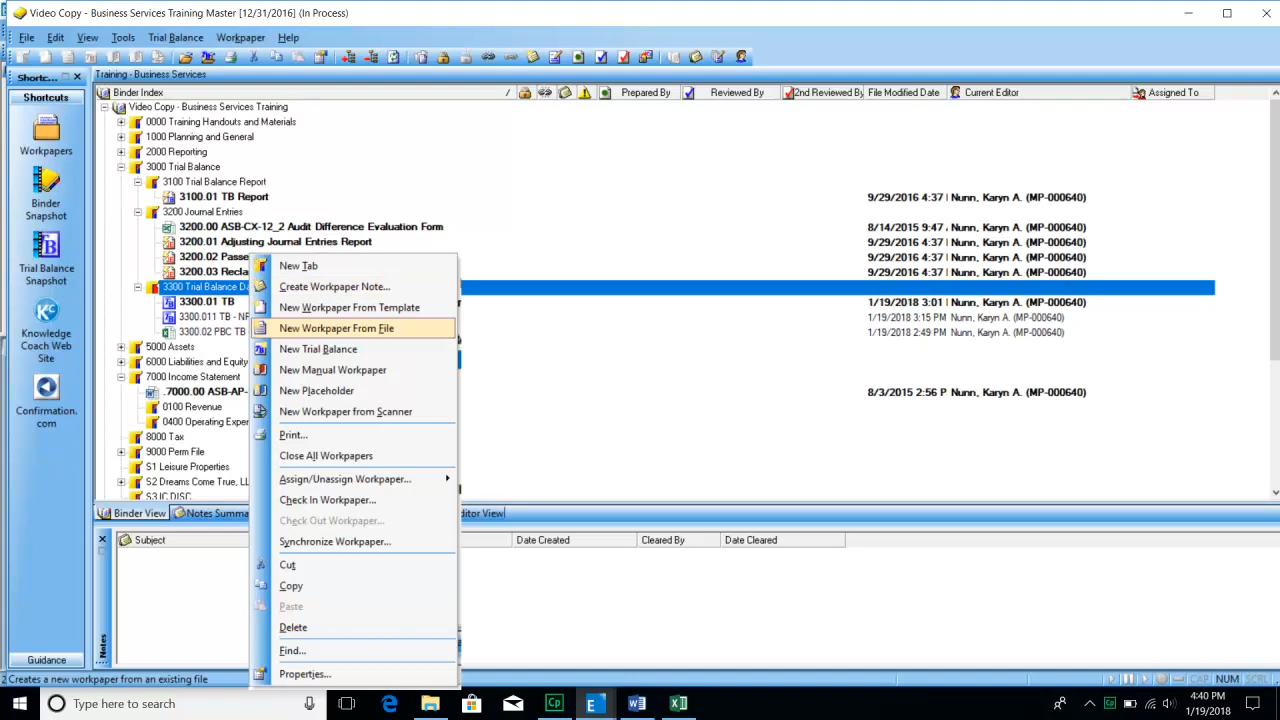 Video Copy - Business Services Training Master [12/31/2016] (In Process)
File Edit View Tools Trial Balance Workpaper Help
Shortc...
Training - Business Services
Shortcuts
Workpapers
Binder
Snapshot
Trial Balance
Snapshot
Knowledge
Coach Web
Site
Confirmation.
com
Guidance
Binder Index / Prepared By Reviewed By 2nd Reviewed By File Modified Date Current Editor Assigned To
Video Copy - Business Services Training
0000 Training Handouts and Materials
1000 Planning and General
2000 Reporting
3000 Trial Balance
3100 Trial Balance Report
3100.01 TB Report 9/29/2016 4:37 Nunn, Karyn A. (MP-000640)
3200 Journal Entries
3200.00 ASB-CX-12_2 Audit Difference Evaluation Form 8/14/2015 9:47 Nunn, Karyn A. (MP-000640)
3200.01 Adjusting Journal Entries Report 9/29/2016 4:37 Nunn, Karyn A. (MP-000640)
3200.02 Passe 9/29/2016 4:37 Nunn, Karyn A. (MP-000640)
3200.03 Recla 9/29/2016 4:37 Nunn, Karyn A. (MP-000640)
3300 Trial Balance Da
3300.01 TB 1/19/2018 3:01 Nunn, Karyn A. (MP-000640)
3300.011 TB - NF 1/19/2018 3:15 P Nunn, Karyn A. (MP-000640)
3300.02 PBC TB 1/19/2018 2:49 P Nunn, Karyn A. (MP-000640)
5000 Assets
6000 Liabilities and Equity
7000 Income Statement
.7000.00 ASB-AP- 8/3/2015 2:56 P Nunn, Karyn A. (MP-000640)
0100 Revenue
0400 Operating Exper
8000 Tax
9000 Perm File
S1 Leisure Properties
S2 Dreams Come True, LL
S3 IC DISC
New Tab
Create Workpaper Note...
New Workpaper From Template
New Workpaper From File
New Trial Balance
New Manual Workpaper
New Placeholder
New Workpaper from Scanner
Print...
Close All Workpapers
Assign/Unassign Workpaper...
Check In Workpaper...
Check Out Workpaper...
Synchronize Workpaper...
Cut
Copy
Paste
Delete
Find...
Properties...
Binder View Notes Summa ditor View
Subject Date Created Cleared By Date Cleared
Notes
Creates a new workpaper from an existing file CAP NUM SCRL
Type here to search
4:40 PM
1/19/2018